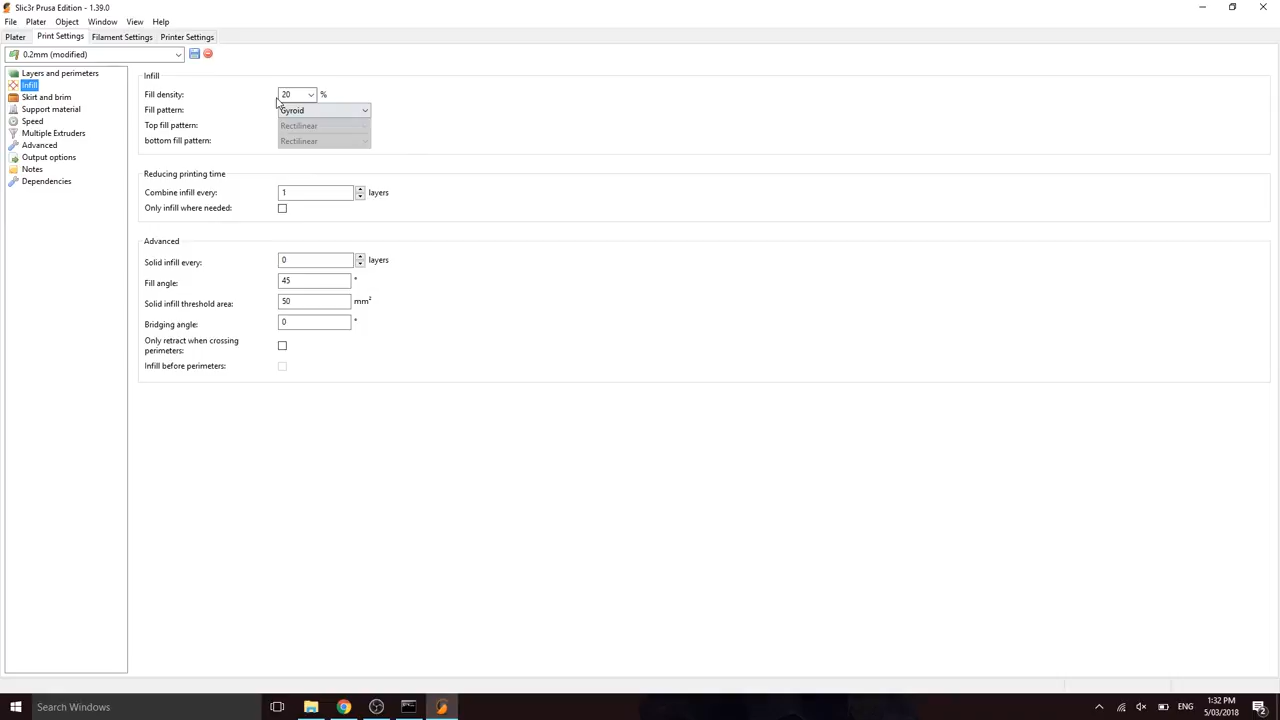 Slic3r Prusa Edition - 1.39.0
File Plater Object Window View Help
Plater Print Settings Filament Settings Printer Settings
0.2mm (modified)
Layers and perimeters
Infill
Skirt and brim
Support material
Speed
Multiple Extruders
Advanced
Output options
Notes
Dependencies
Infill
Fill density: 20 %
Fill pattern: Gyroid
Top fill pattern: Rectilinear
bottom fill pattern: Rectilinear
Reducing printing time
Combine infill every: 1 layers
Only infill where needed:
Advanced
Solid infill every: 0 layers
Fill angle: 45 °
Solid infill threshold area: 50 mm²
Bridging angle: 0 °
Only retract when crossing
perimeters:
Infill before perimeters:
Search Windows
ENG
1:32 PM
5/03/2018
2